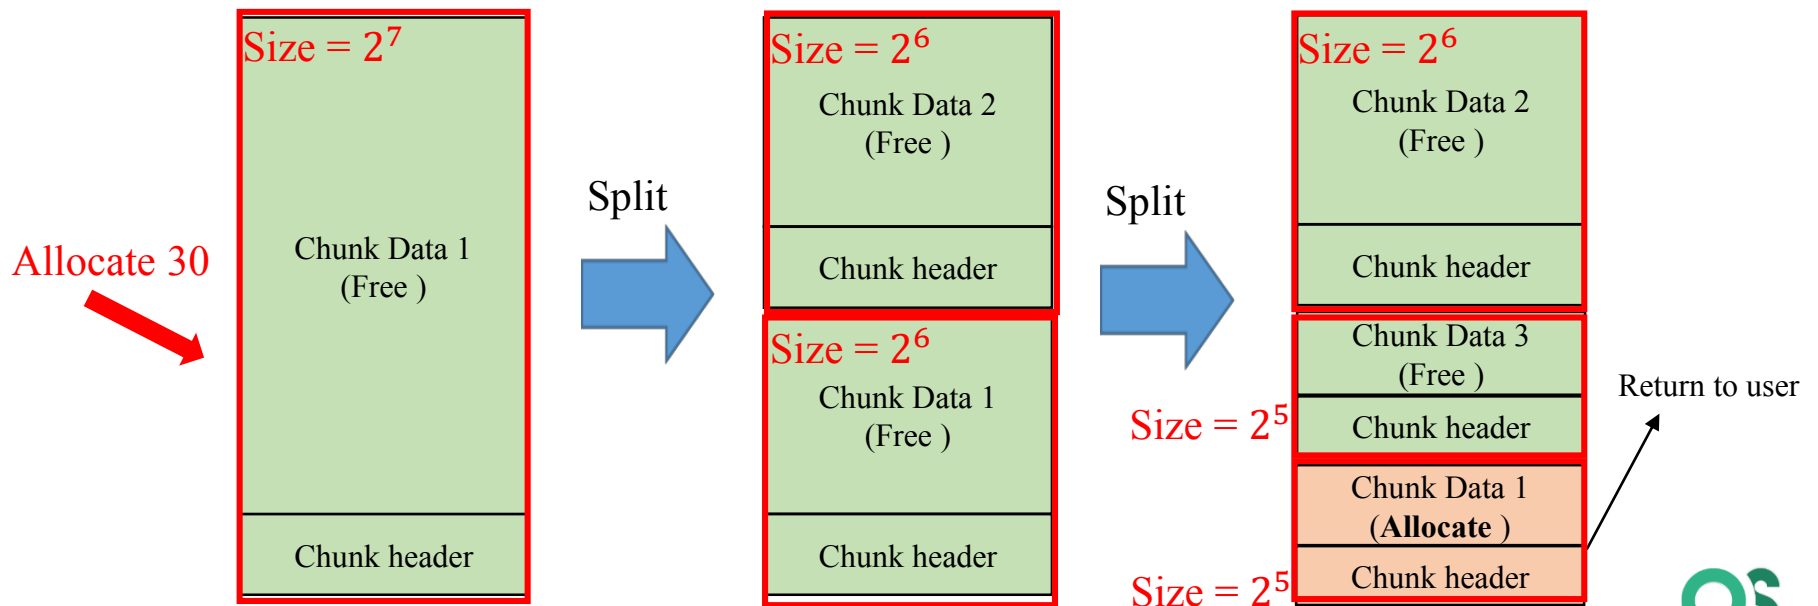 Allocate 30
Size = 2⁷
Chunk Data 1
(Free )
Chunk header
Split
Size = 2⁶
Chunk Data 2
(Free )
Chunk header
Size = 2⁶
Chunk Data 1
(Free )
Chunk header
Split
Size = 2⁶
Chunk Data 2
(Free )
Chunk header
Chunk Data 3
(Free )
Size = 2⁵
Chunk header
Chunk Data 1
(Allocate )
Size = 2⁵
Chunk header
Return to user